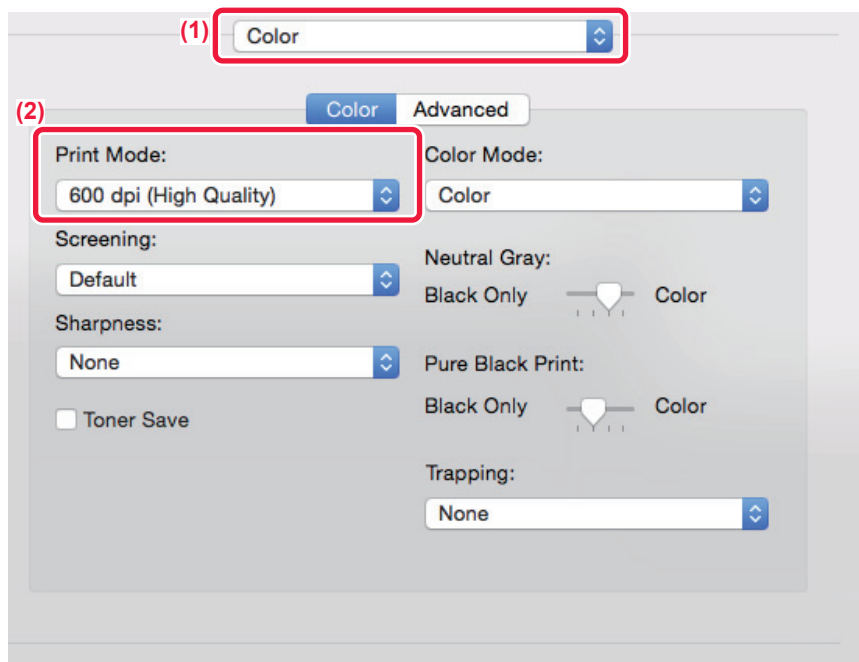 (1)
Color
(2)
Color Advanced
Print Mode:
600 dpi (High Quality)
Color Mode:
Color
Screening:
Default
Neutral Gray:
Black Only Color
Sharpness:
None
Pure Black Print:
Black Only Color
Toner Save
Trapping:
None